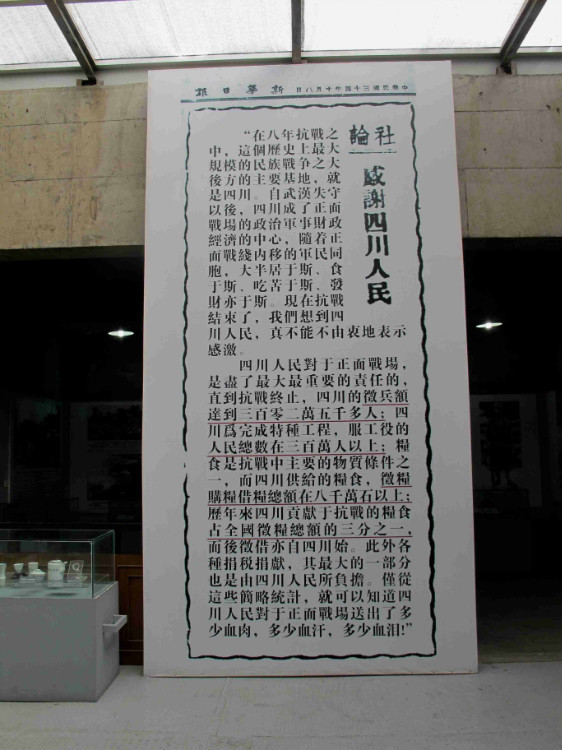 報日華新
中華民國三十四年十月八日
社論
感謝四川人民
“在八年抗戰之
中，這個歷史上最大
規模的民族戰争之大
後方的主要基地，就
是四川。自武漢失守
以後，四川成了正面
戰場的政治軍事財政
經濟的中心，隨着正
面戰綫内移的軍民同
胞，大半居于斯、食
于斯、吃苦于斯、發
財亦于斯。現在抗戰
結束了，我們想到四
川人民，真不能不由衷地表示
感激。
四川人民對于正面戰場，
是盡了最大最重要的責任的，
直到抗戰終止，四川的徵兵額
達到三百零二萬五千多人；四
川爲完成特種工程，服工役的
人民總數在三百萬人以上；糧
食是抗戰中主要的物質條件之
一，而四川供給的糧食，徵糧
購糧借糧總額在八千萬石以上；
歷年來四川貢獻于抗戰的糧食
占全國徵糧總額的三分之一，
而後徵借亦自四川始。此外各
種捐税捐獻，其最大的一部分
也是由四川人民所負擔。僅從
這些簡略統計，就可以知道四
川人民對于正面戰場送出了多
少血肉，多少血汗，多少血泪!”